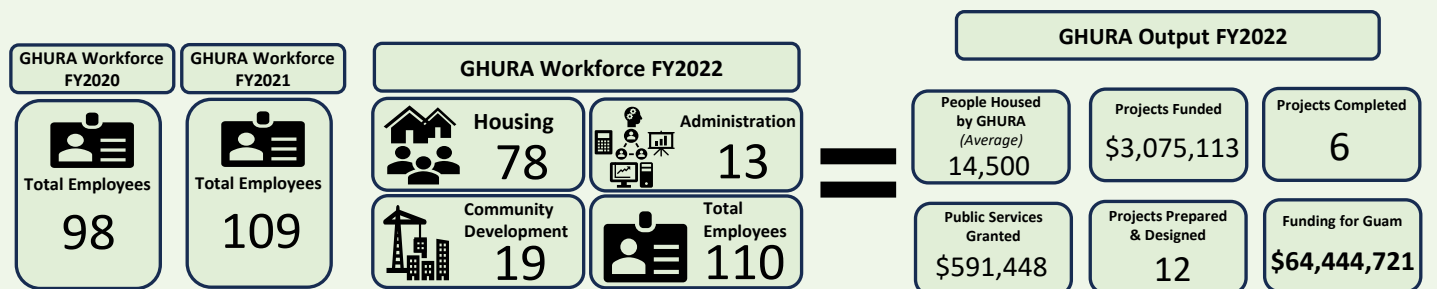 GHURA Workforce
FY2020
Total Employees
98
GHURA Workforce
FY2021
Total Employees
109
GHURA Workforce FY2022
Housing
78
Administration
13
Community
Development
19
Total
Employees
110
GHURA Output FY2022
People Housed
by GHURA
(Average)
14,500
Projects Funded
$3,075,113
Projects Completed
6
Public Services
Granted
$591,448
Projects Prepared
& Designed
12
Funding for Guam
$64,444,721